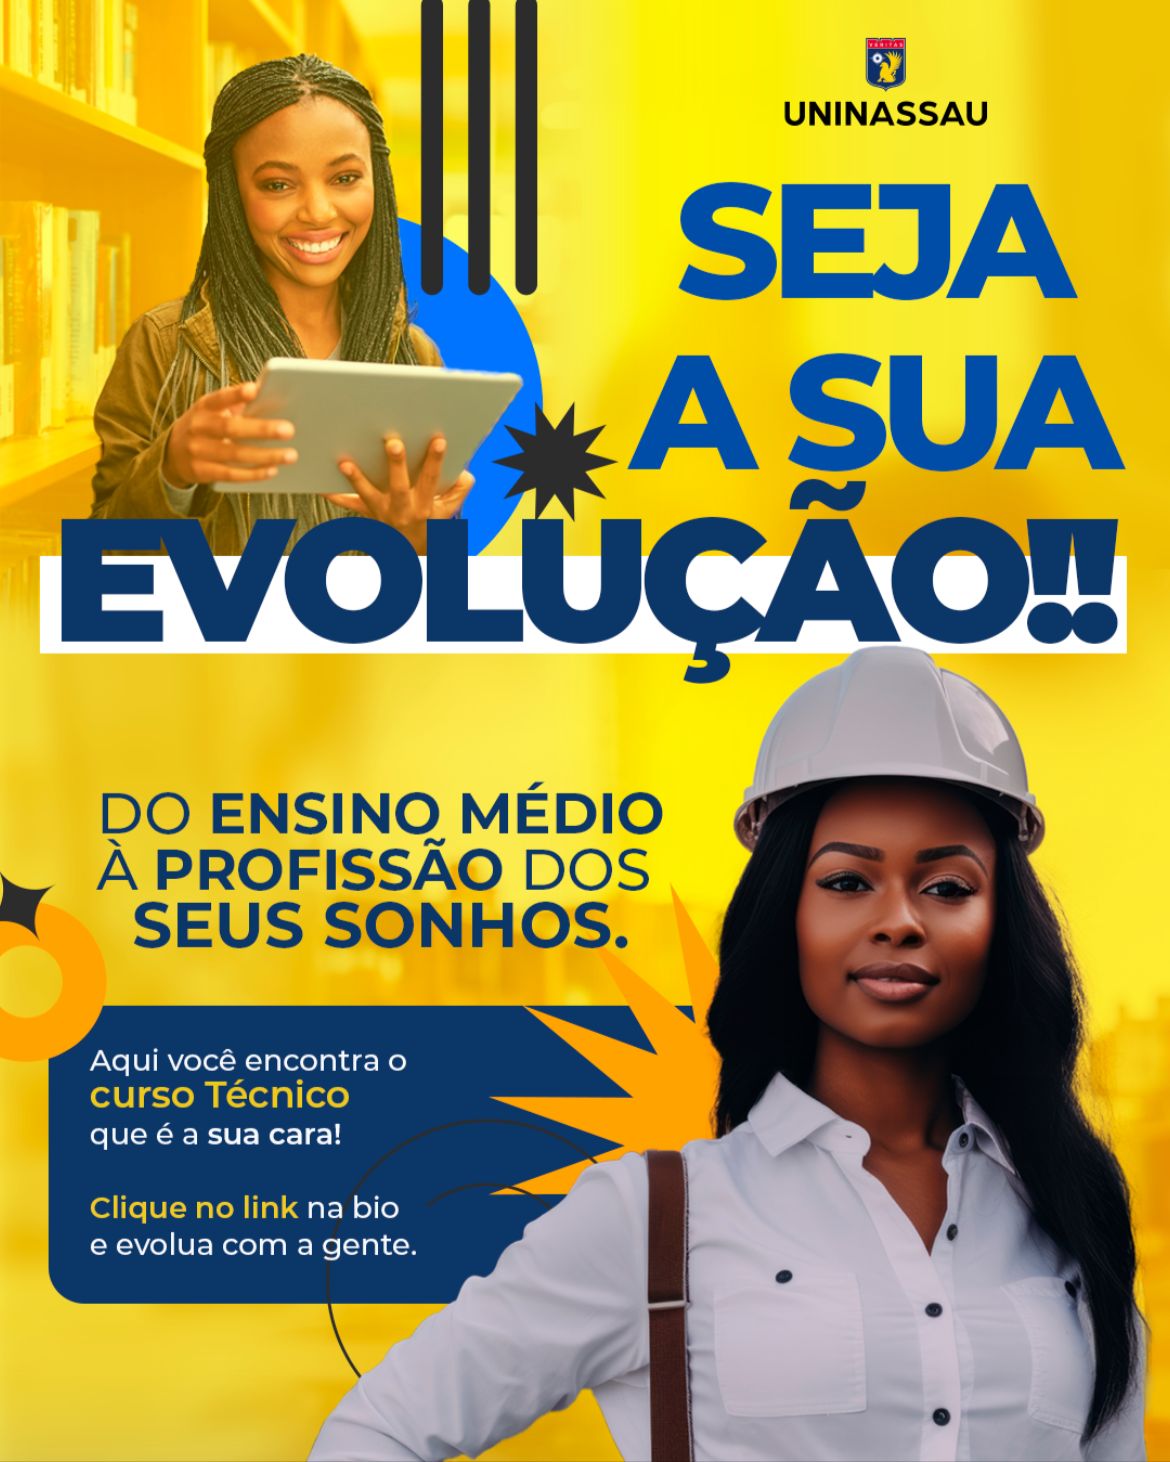 VERITAS
UNINASSAU
SEJA
A SUA
EVOLUÇÃO!!
DO ENSINO MÉDIO
À PROFISSÃO DOS
SEUS SONHOS.
Aqui você encontra o
curso Técnico
que é a sua cara!
Clique no link na bio
e evolua com a gente.